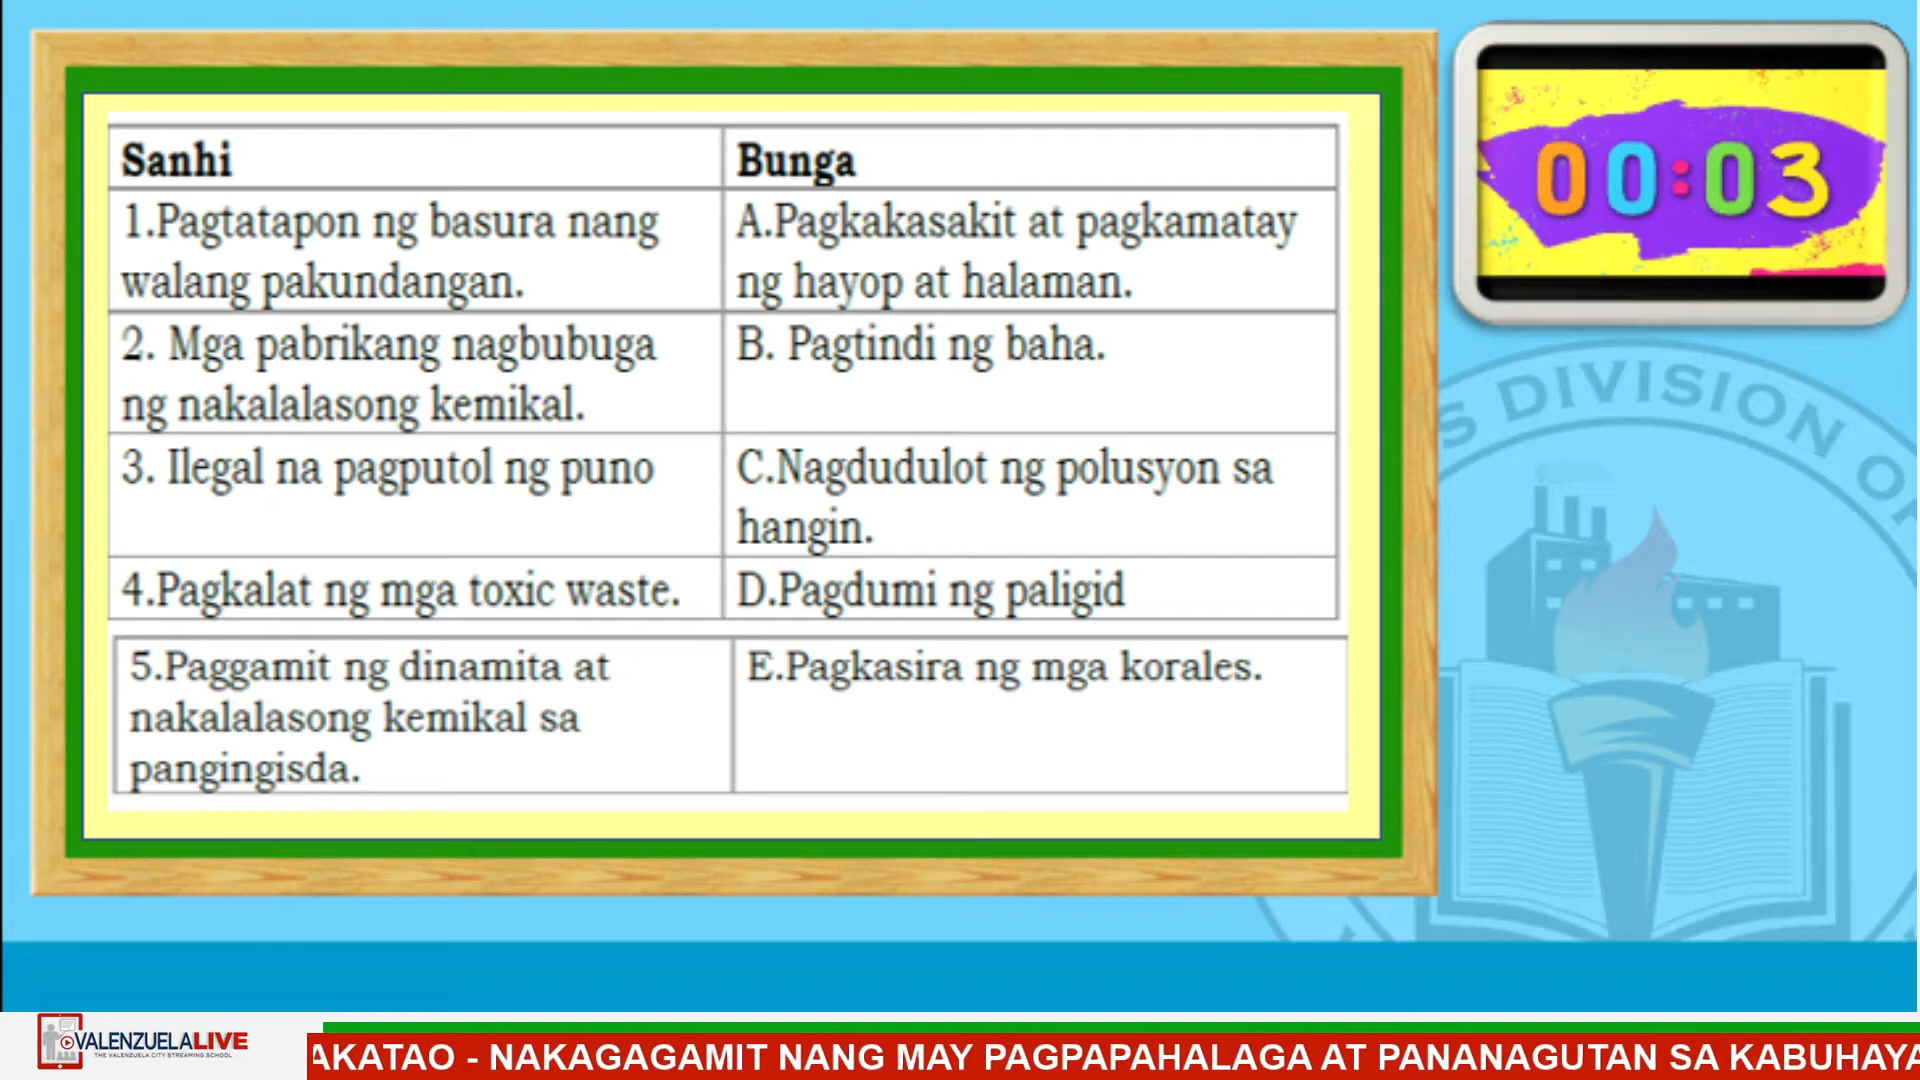 Sanhi
Bunga
1.Pagtatapon ng basura nang
walang pakundangan.
A.Pagkakasakit at pagkamatay
ng hayop at halaman.
2. Mga pabrikang nagbubuga
ng nakalalasong kemikal.
B. Pagtindi ng baha.
3. Ilegal na pagputol ng puno
C.Nagdudulot ng polusyon sa
hangin.
4.Pagkalat ng mga toxic waste.
D.Pagdumi ng paligid
5.Paggamit ng dinamita at
nakalalasong kemikal sa
pangingisda.
E.Pagkasira ng mga korales.
00:03
S DIVISION OF
VALENZUELALIVE
THE VALENZUELA CITY STREAMING SCHOOL
AKATAO - NAKAGAGAMIT NANG MAY PAGPAPAHALAGA AT PANANAGUTAN SA KABUHAYA